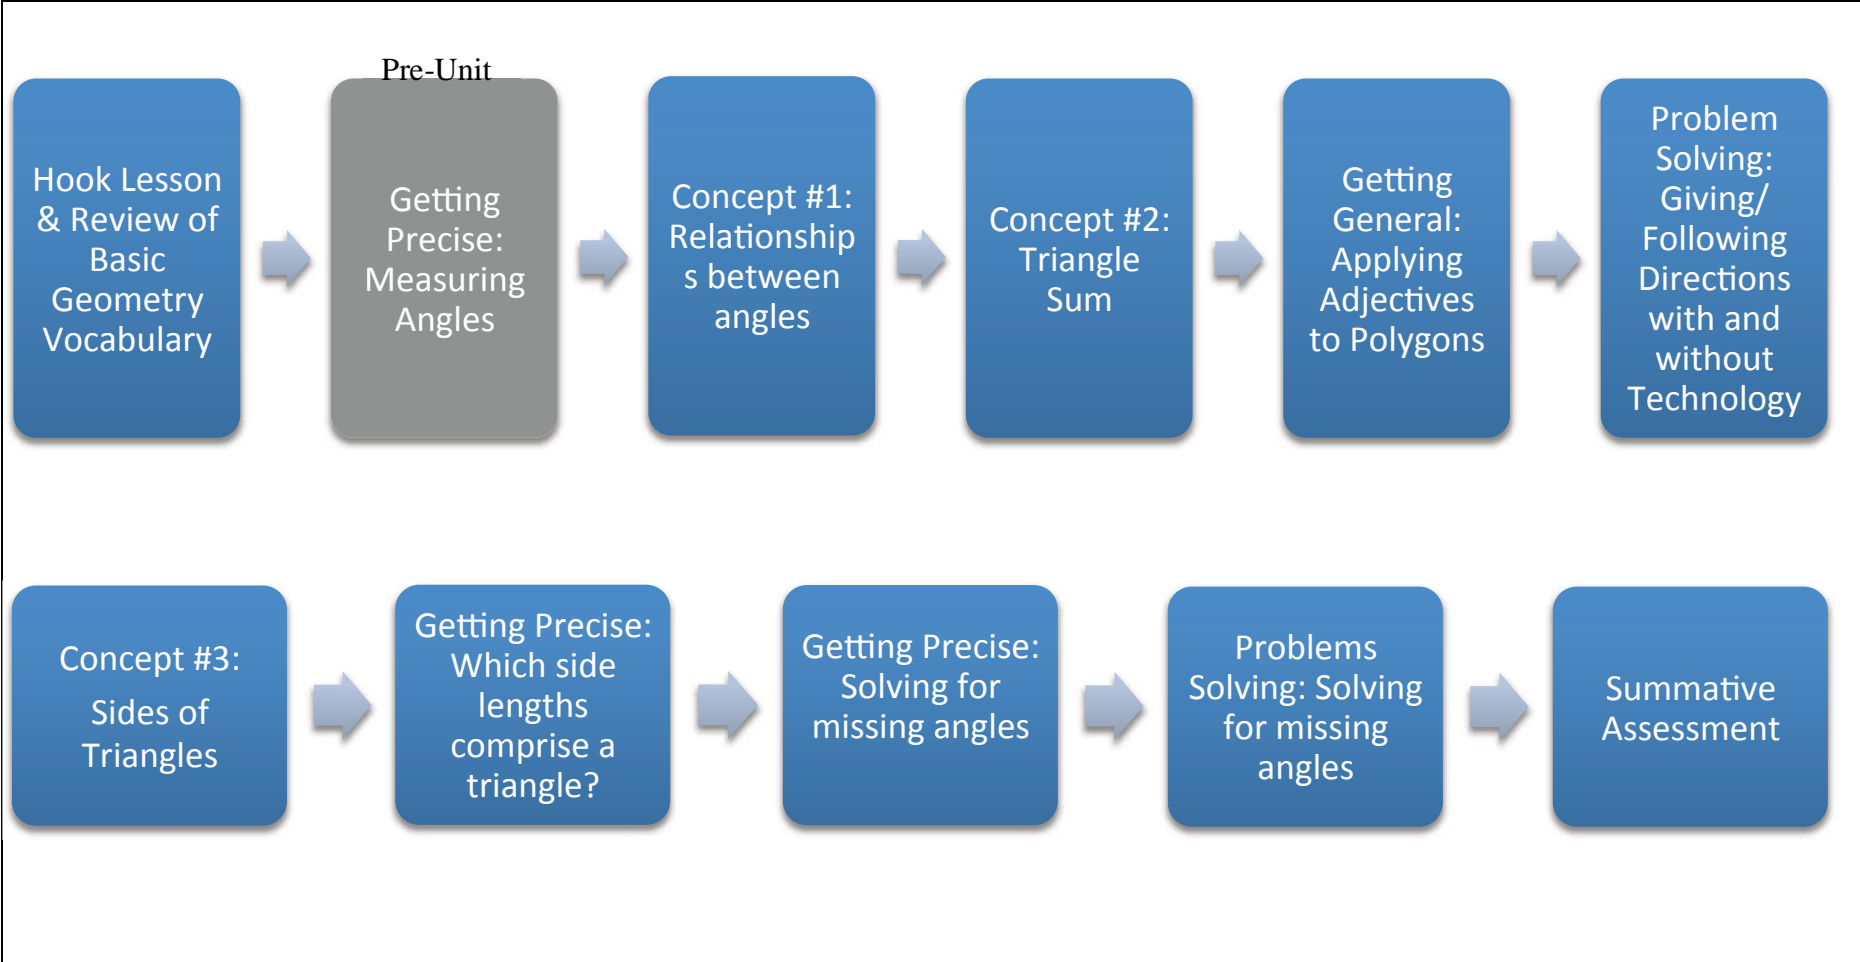 Pre-Unit
Hook Lesson
& Review of
Basic
Geometry
Vocabulary
Getting
Precise:
Measuring
Angles
Concept #1:
Relationship
s between
angles
Concept #2:
Triangle
Sum
Getting
General:
Applying
Adjectives
to Polygons
Problem
Solving:
Giving/
Following
Directions
with and
without
Technology
Concept #3:
Sides of
Triangles
Getting Precise:
Which side
lengths
comprise a
triangle?
Getting Precise:
Solving for
missing angles
Problems
Solving: Solving
for missing
angles
Summative
Assessment